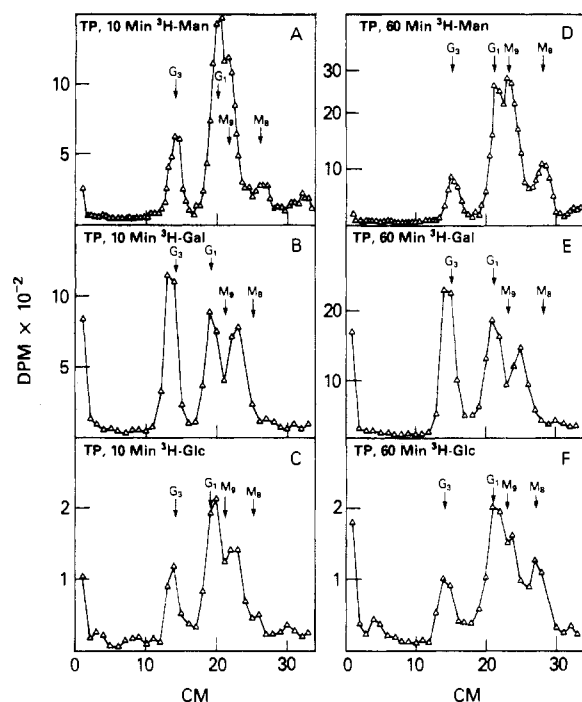 TP, 10 Min ³H-Man
A
G₃
G₁
M₉
M₈
10
5
TP, 10 Min ³H-Gal
B
G₃
G₁
M₉
M₈
10
5
TP, 10 Min ³H-Glc
C
G₃
G₁
M₉
M₈
2
1
0
10
20
30
CM
TP, 60 Min ³H-Man
D
G₃
G₁
M₉
M₈
30
20
10
TP, 60 Min ³H-Gal
E
G₃
G₁
M₉
M₈
20
10
TP, 60 Min ³H-Glc
F
G₃
G₁
M₉
M₈
2
1
0
10
20
30
CM
DPM × 10⁻²